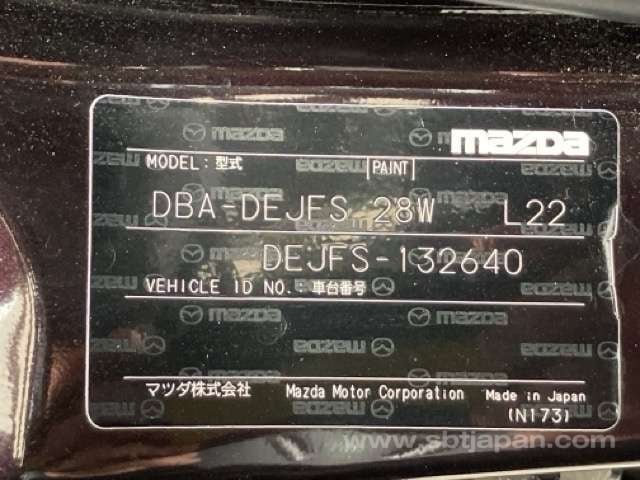 mazda
MODEL:型式 PAINT
DBA-DEJFS 28W L22
DEJFS-132640
VEHICLE ID NO.:車台番号
マツダ株式会社 Mazda Motor Corporation Made in Japan
(N173)
www.sbtjapan.com